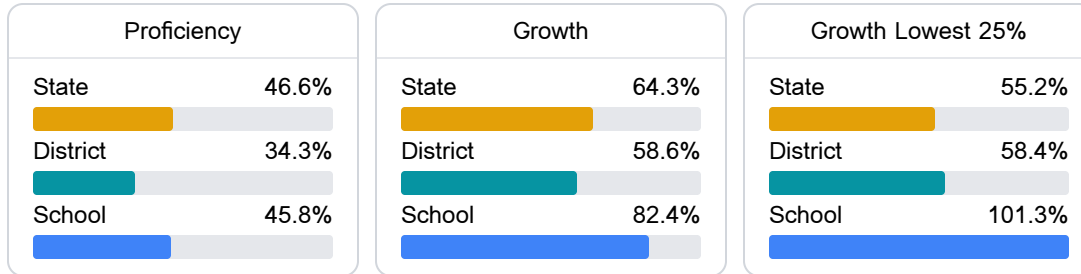 Proficiency
State 46.6%
District 34.3%
School 45.8%
Growth
State 64.3%
District 58.6%
School 82.4%
Growth Lowest 25%
State 55.2%
District 58.4%
School 101.3%